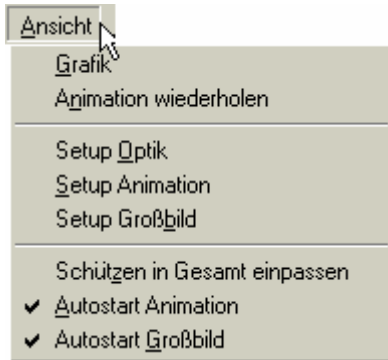 Ansicht
Grafik
Animation wiederholen
Setup Optik
Setup Animation
Setup Großbild
Schützen in Gesamt einpassen
Autostart Animation
Autostart Großbild